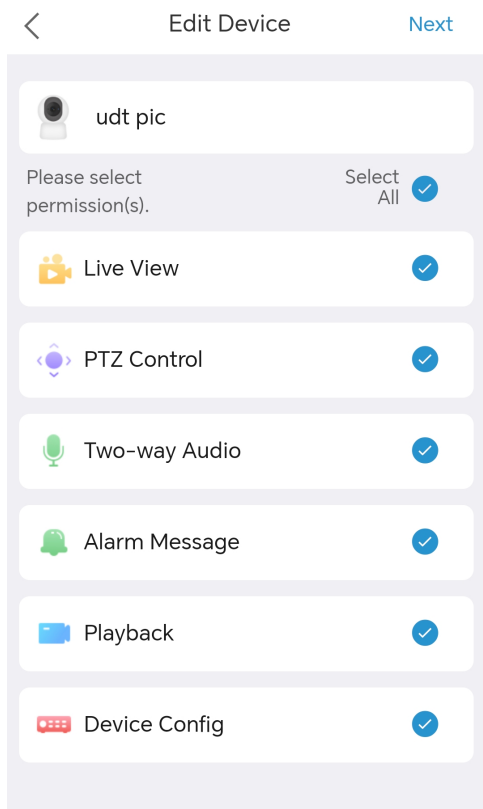 Edit Device
Next
udt pic
Please select
permission(s).
Select
All
Live View
PTZ Control
Two-way Audio
Alarm Message
Playback
Device Config